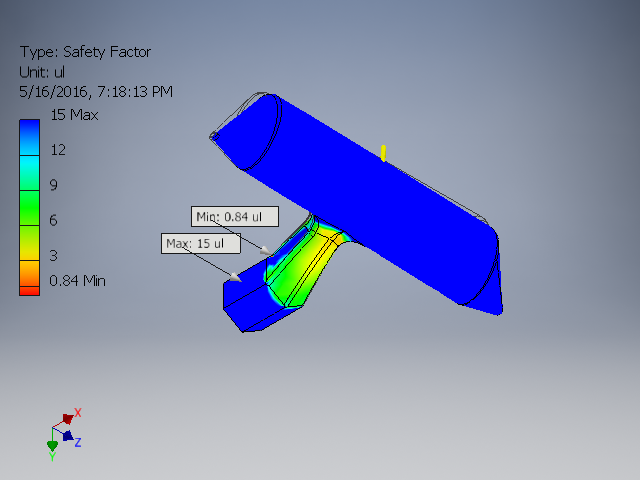 Type: Safety Factor
Unit: ul
5/16/2016, 7:18:13 PM
15 Max
12
9
6
3
0.84 Min
Min: 0.84 ul
Max: 15 ul
X
Z
Y